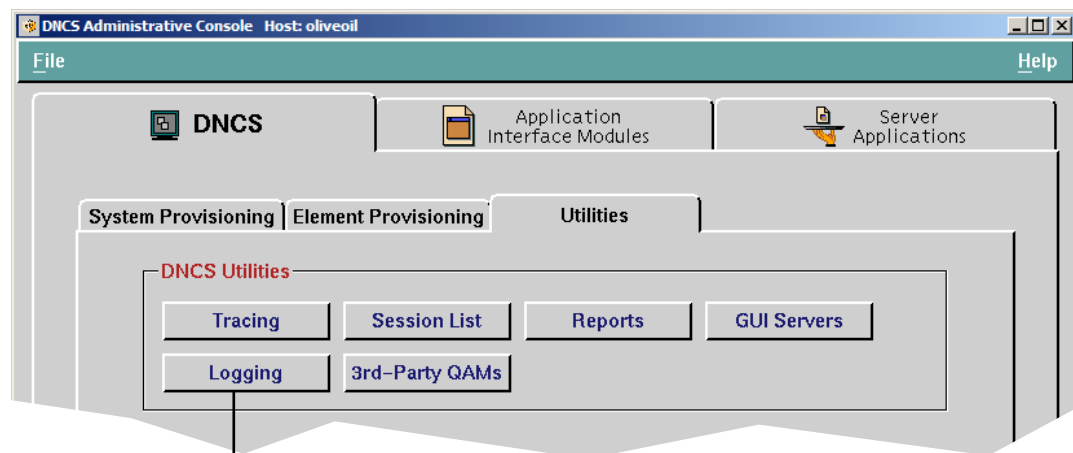 DNCS Administrative Console Host: oliveoil
File
Help
DNCS
Application
Interface Modules
Server
Applications
System Provisioning
Element Provisioning
Utilities
DNCS Utilities
Tracing
Session List
Reports
GUI Servers
Logging
3rd-Party QAMs